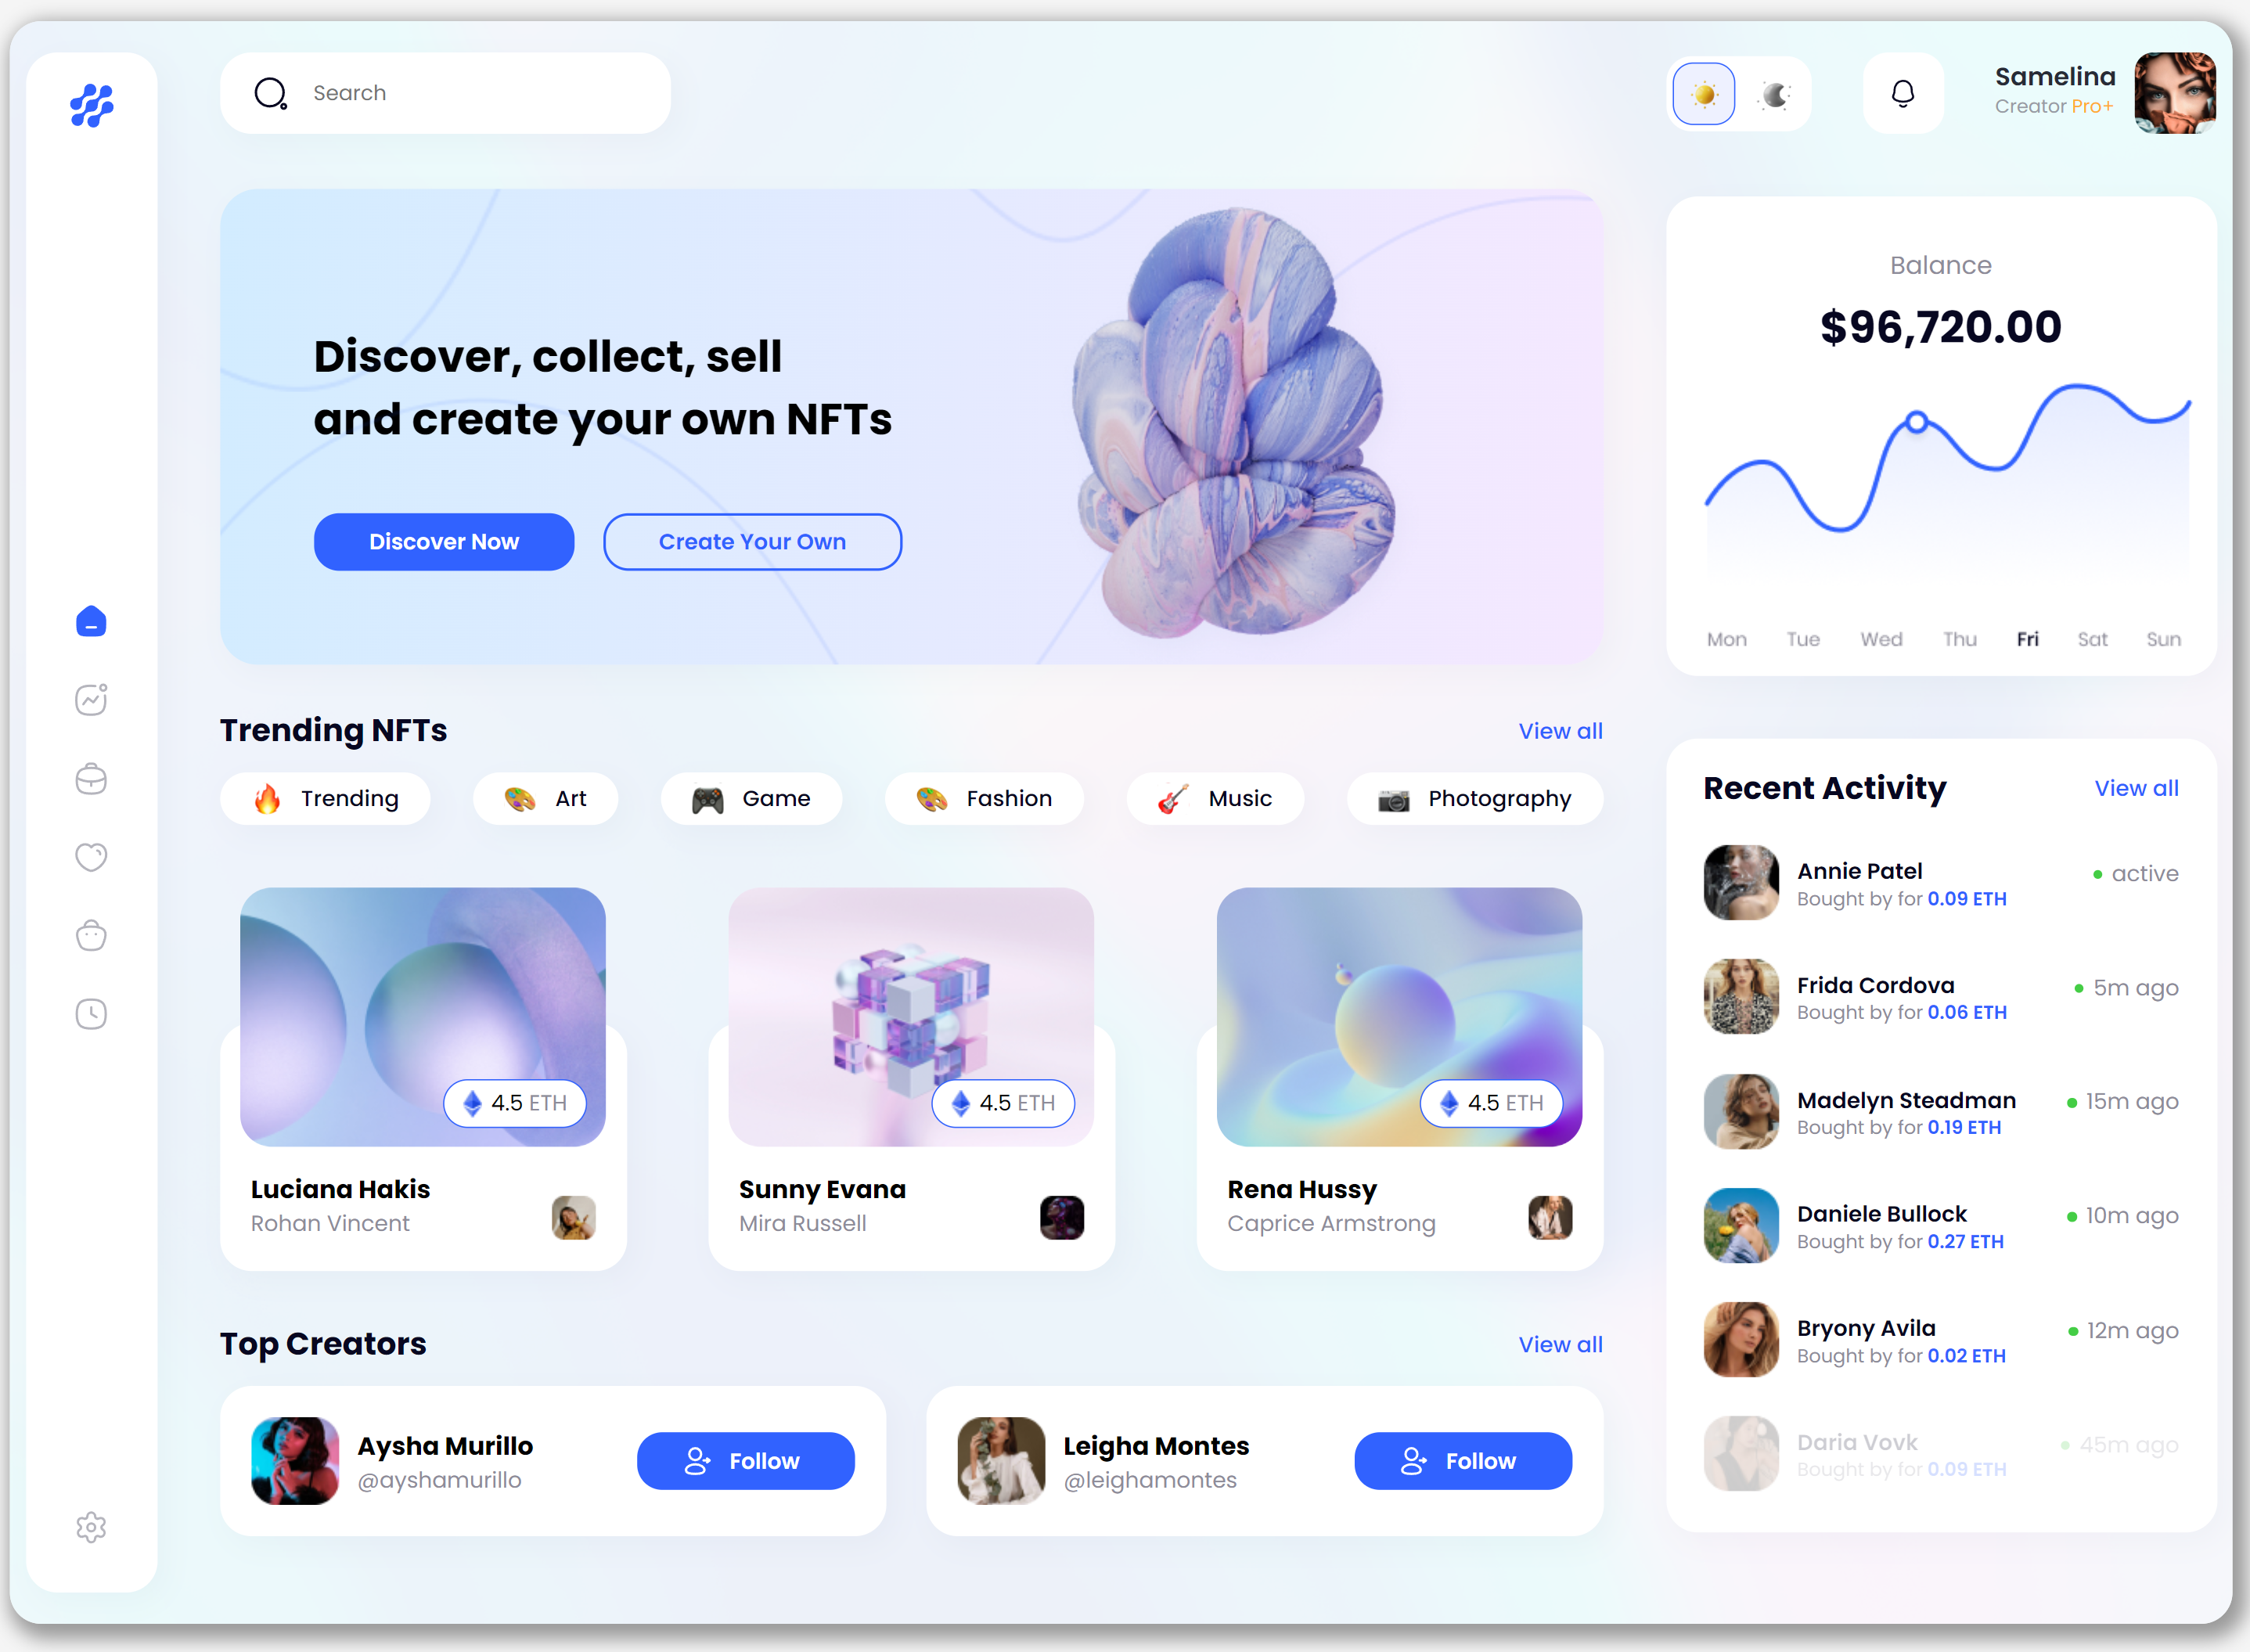 Search
Samelina
Creator Pro+
Discover, collect, sell
and create your own NFTs
Discover Now
Create Your Own
Balance
$96,720.00
Mon Tue Wed Thu Fri Sat Sun
Trending NFTs
View all
Trending
Art
Game
Fashion
Music
Photography
4.5 ETH
Luciana Hakis
Rohan Vincent
4.5 ETH
Sunny Evana
Mira Russell
4.5 ETH
Rena Hussy
Caprice Armstrong
Top Creators
View all
Aysha Murillo
@ayshamurillo
Follow
Leigha Montes
@leighamontes
Follow
Recent Activity
View all
Annie Patel
Bought by for 0.09 ETH
active
Frida Cordova
Bought by for 0.06 ETH
5m ago
Madelyn Steadman
Bought by for 0.19 ETH
15m ago
Daniele Bullock
Bought by for 0.27 ETH
10m ago
Bryony Avila
Bought by for 0.02 ETH
12m ago
Daria Vovk
Bought by for 0.09 ETH
45m ago